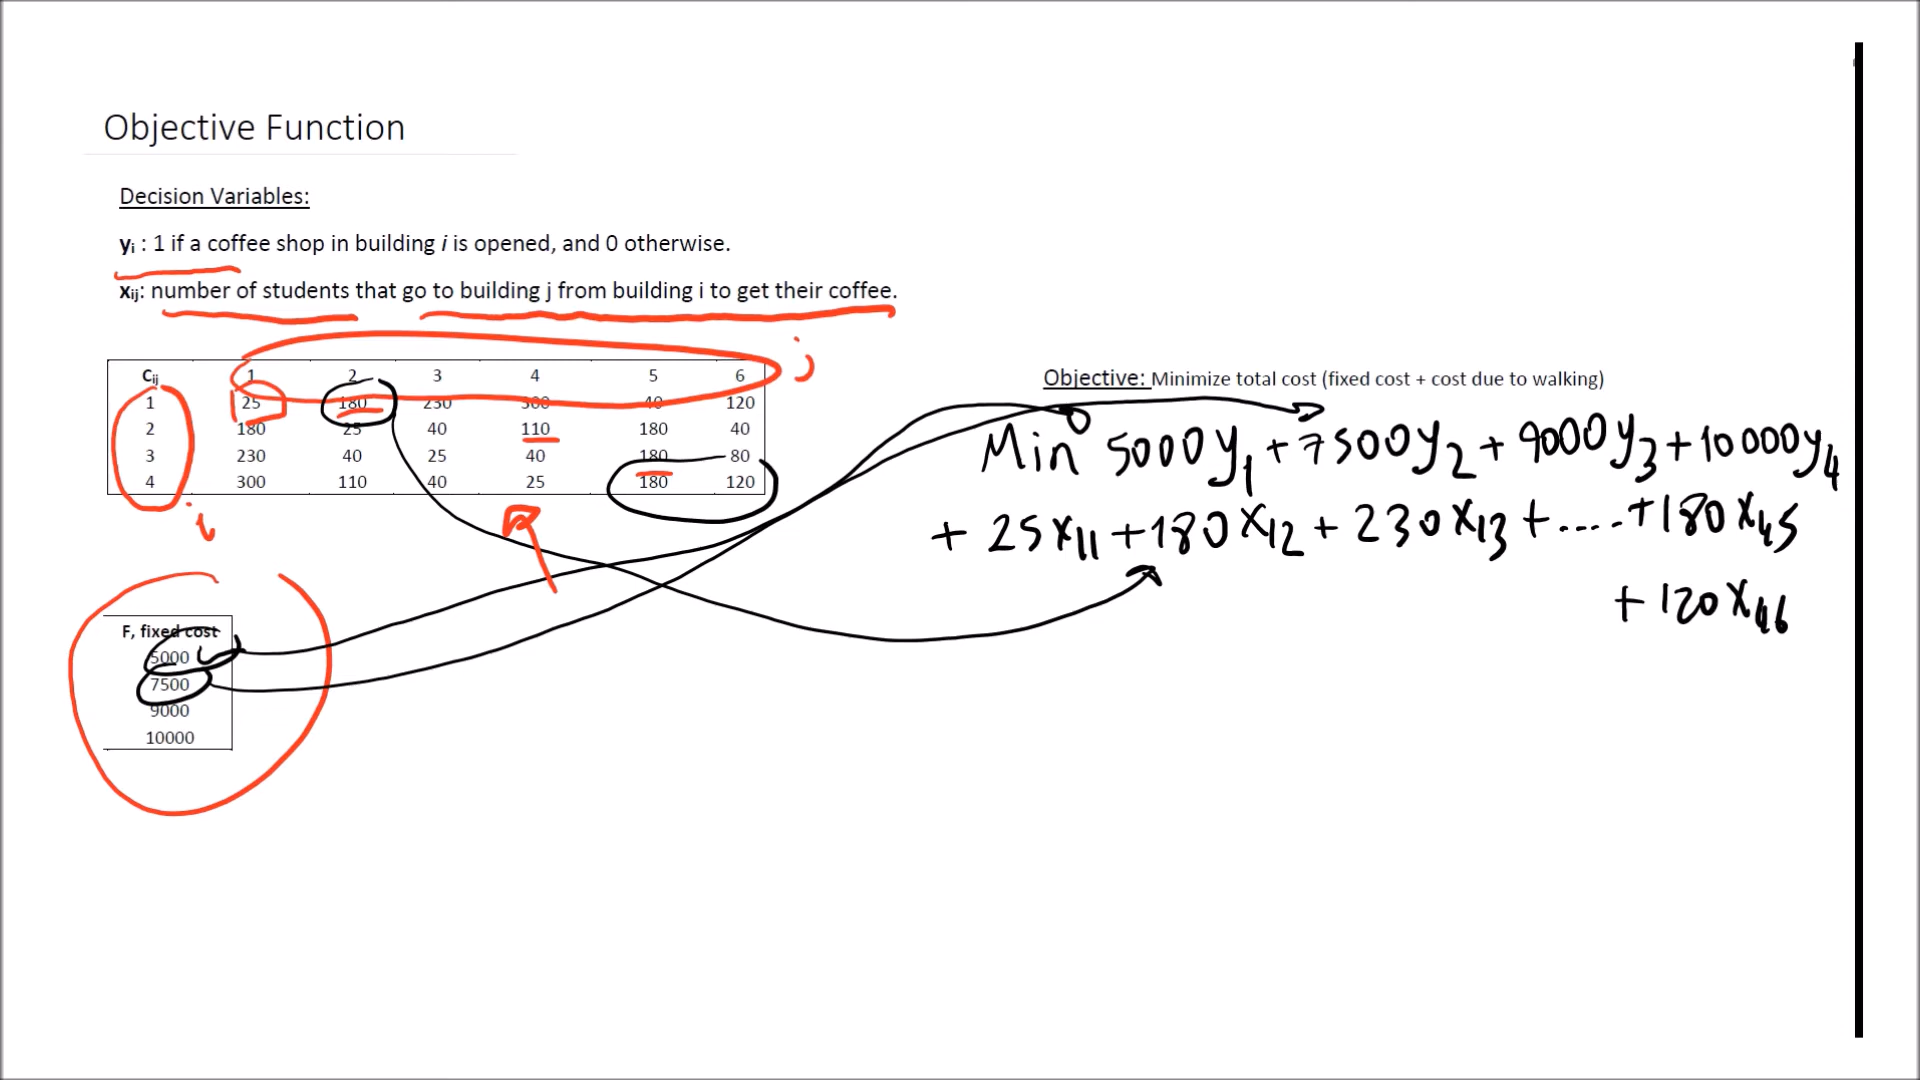 Objective Function
Decision Variables:
yi : 1 if a coffee shop in building i is opened, and 0 otherwise.
xij: number of students that go to building j from building i to get their coffee.
j
Cij 1 2 3 4 5 6
1 25 180 230 300 40 120
2 180 25 40 110 180 40
3 230 40 25 40 180 80
4 300 110 40 25 180 120
i
F, fixed cost
5000
7500
9000
10000
Objective: Minimize total cost (fixed cost + cost due to walking)
Min 5000y1 + 7500y2 + 9000y3 + 10000y4
+ 25x11 + 180x12 + 230x13 + .... + 180x45
+ 120x46